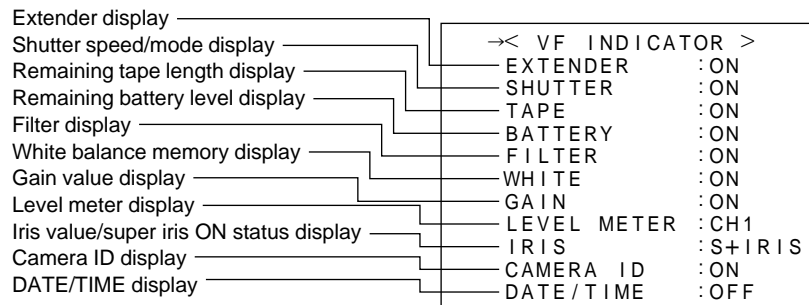 Extender display
Shutter speed/mode display
Remaining tape length display
Remaining battery level display
Filter display
White balance memory display
Gain value display
Level meter display
Iris value/super iris ON status display
Camera ID display
DATE/TIME display
→< VF INDICATOR >
EXTENDER :ON
SHUTTER :ON
TAPE :ON
BATTERY :ON
FILTER :ON
WHITE :ON
GAIN :ON
LEVEL METER :CH1
IRIS :S+IRIS
CAMERA ID :ON
DATE/TIME :OFF